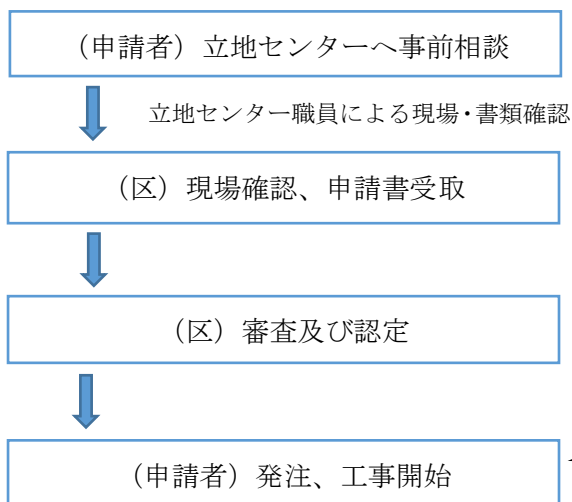 （申請者）立地センターへ事前相談
立地センター職員による現場・書類確認
（区）現場確認、申請書受取
（区）審査及び認定
（申請者）発注、工事開始